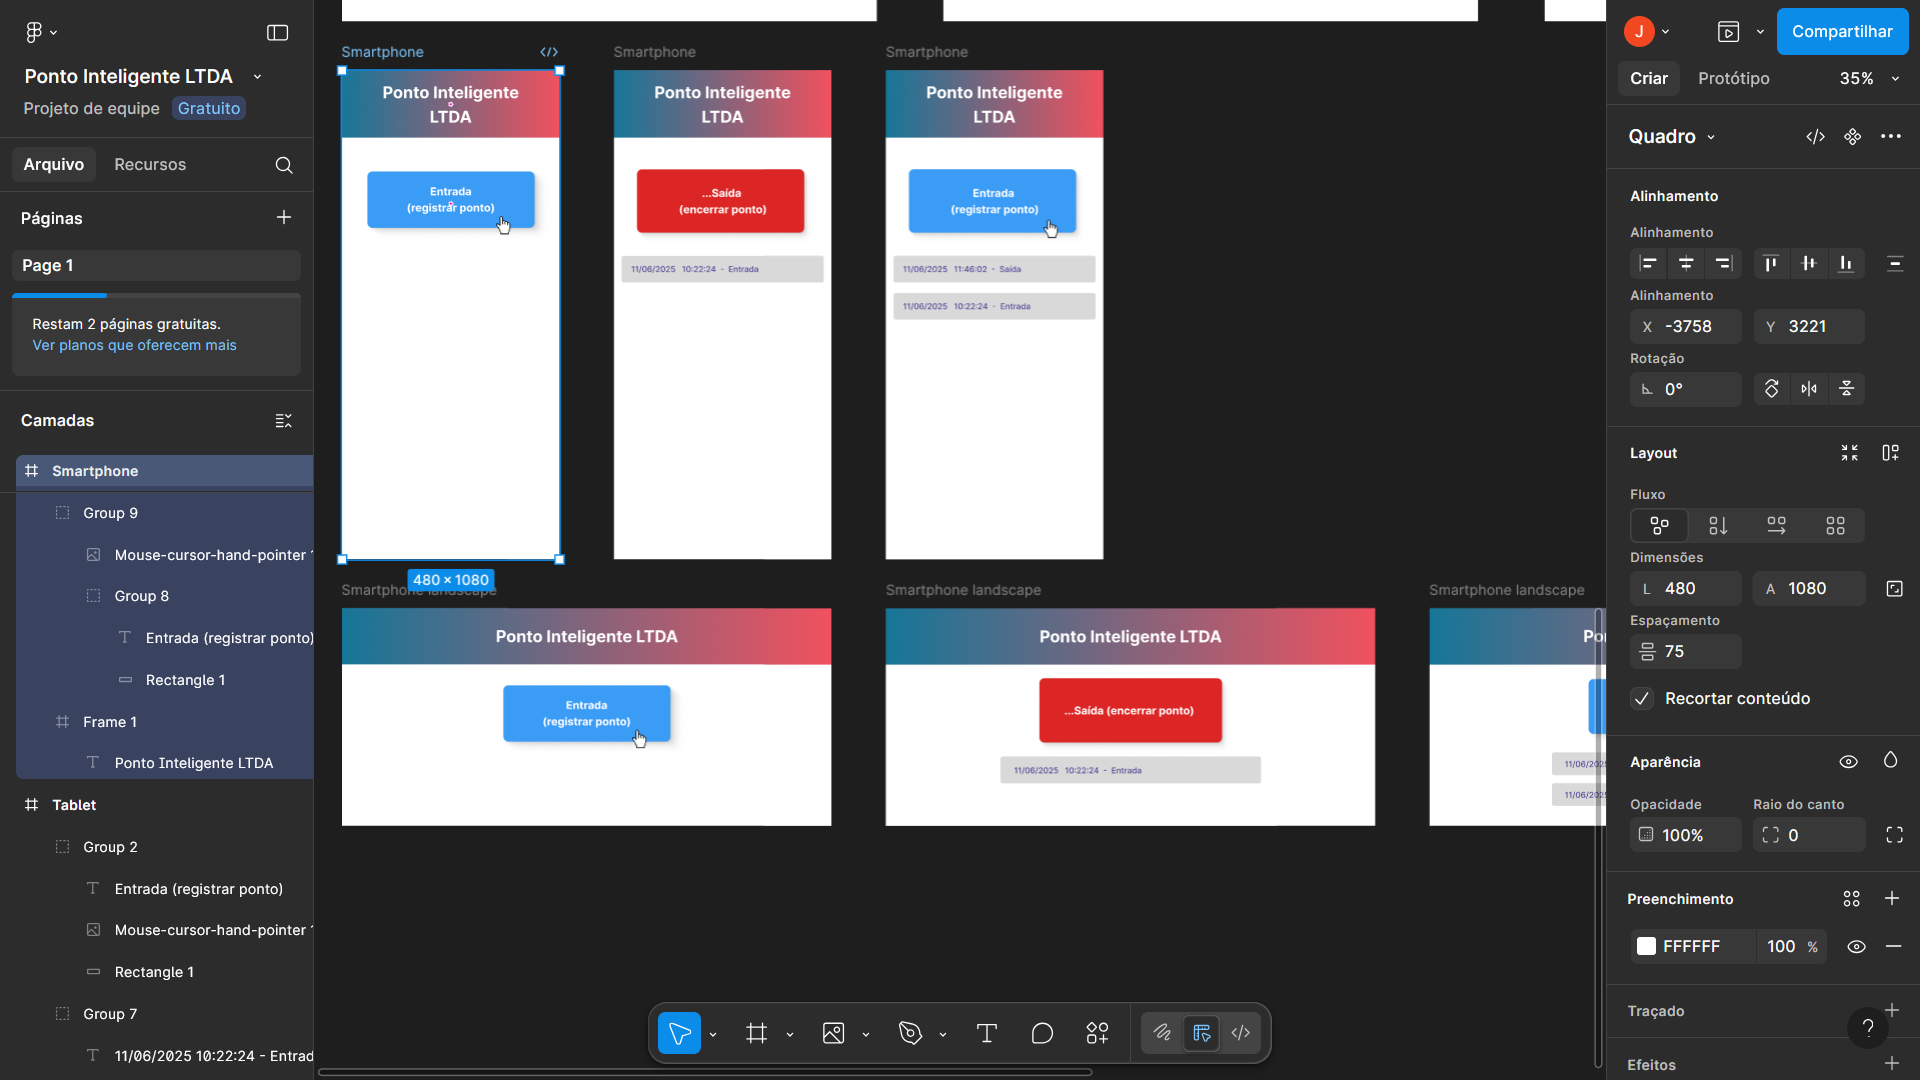 Ponto Inteligente LTDA
Projeto de equipe Gratuito
Arquivo Recursos
Páginas
Page 1
Restam 2 páginas gratuitas.
Ver planos que oferecem mais
Camadas
Smartphone
Group 9
Mouse-cursor-hand-pointer
Group 8
Entrada (registrar ponto)
Rectangle 1
Frame 1
Ponto Inteligente LTDA
Tablet
Group 2
Entrada (registrar ponto)
Mouse-cursor-hand-pointer
Rectangle 1
Group 7
11/06/2025 10:22:24 - Entrad
Smartphone
Ponto Inteligente
LTDA
Entrada
(registrar ponto)
480 × 1080
Smartphone
Ponto Inteligente
LTDA
...Saída
(encerrar ponto)
11/06/2025 10:22:24 - Entrada
Smartphone
Ponto Inteligente
LTDA
Entrada
(registrar ponto)
11/06/2025 11:46:02 - Saída
11/06/2025 10:22:24 - Entrada
Smartphone landscape
Ponto Inteligente LTDA
Entrada
(registrar ponto)
Smartphone landscape
Ponto Inteligente LTDA
...Saída (encerrar ponto)
11/06/2025 10:22:24 - Entrada
Smartphone landscape
Po
11/06/202
11/06/202
J
Compartilhar
Criar Protótipo 35%
Quadro
Alinhamento
Alinhamento
Alinhamento
X -3758 Y 3221
Rotação
0°
Layout
Fluxo
Dimensões
L 480 A 1080
Espaçamento
75
Recortar conteúdo
Aparência
Opacidade Raio do canto
100% 0
Preenchimento
FFFFFF 100 %
Traçado
?
Efeitos